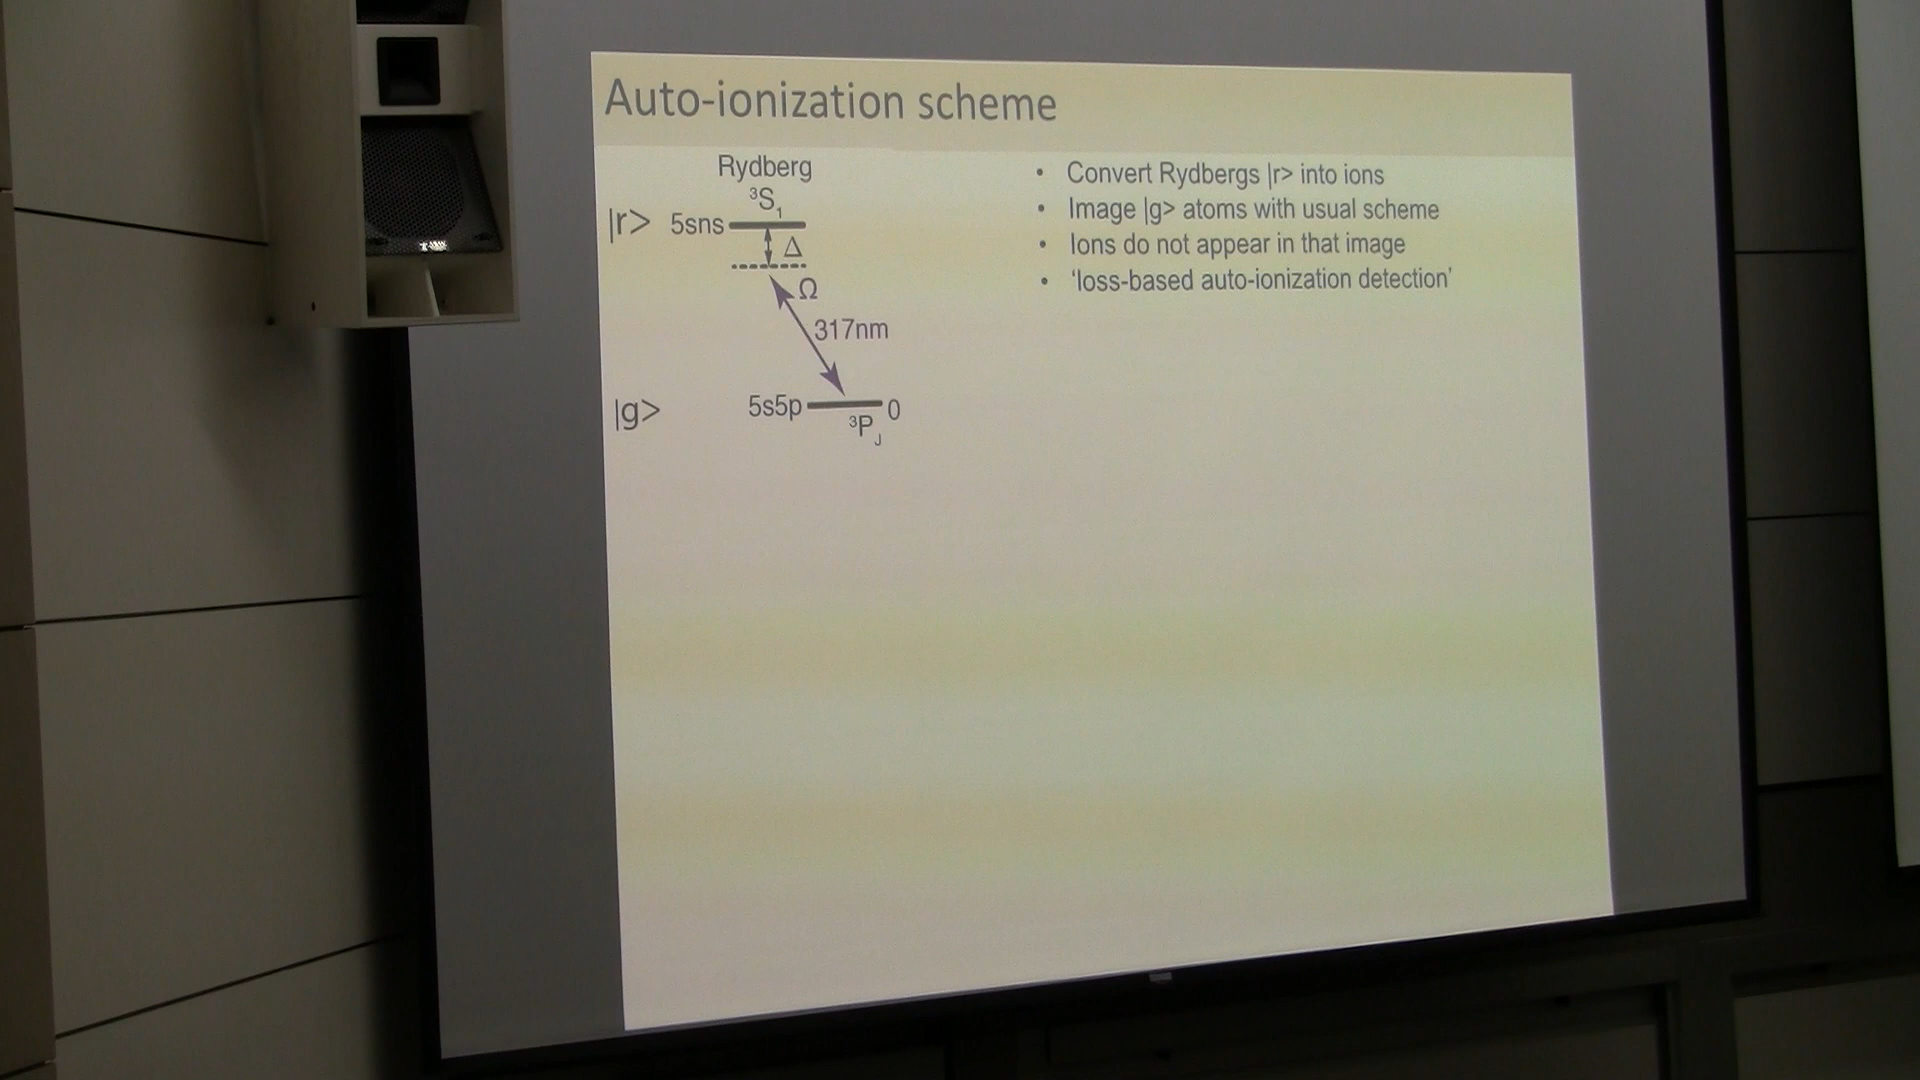 Auto-ionization scheme
Rydberg
³S₁
|r> 5sns
Δ
Ω
317nm
|g> 5s5p 0
³P_J
• Convert Rydbergs |r> into ions
• Image |g> atoms with usual scheme
• Ions do not appear in that image
• ‘loss-based auto-ionization detection’